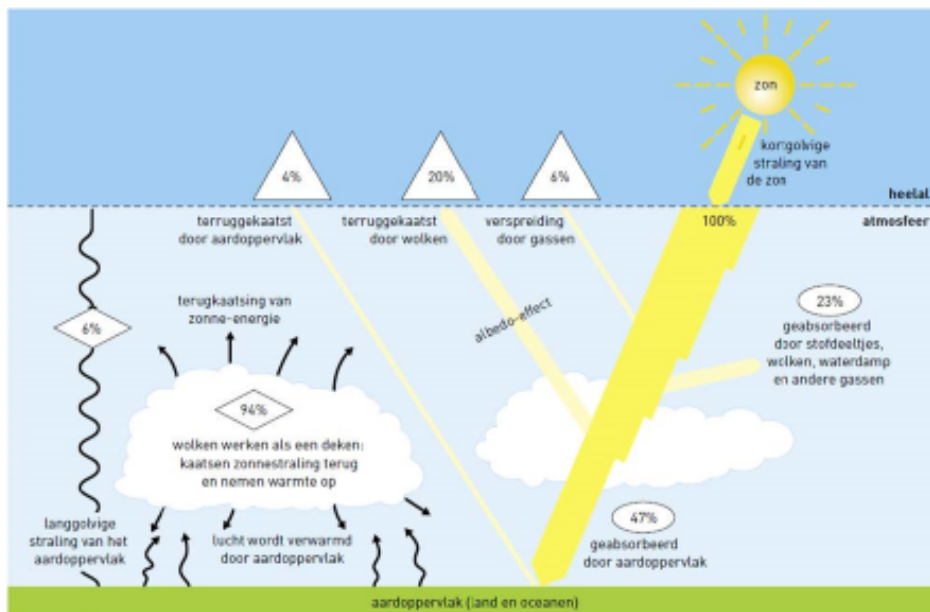 zon
kortgolvige
straling van
de zon
heelal
atmosfeer
4%
20%
6%
100%
terruggekaatst
door aardoppervlak
terruggekaatst
door wolken
verspreiding
door gassen
terugkaatsing van
zonne-energie
6%
albedo-effect
23%
geabsorbeerd
door stofdeeltjes,
wolken, waterdamp
en andere gassen
94%
wolken werken als een deken:
kaatsen zonnestraling terug
en nemen warmte op
langgolvige
straling van het
aardoppervlak
lucht wordt verwarmd
door aardoppervlak
47%
geabsorbeerd
door aardoppervlak
aardoppervlak (land en oceanen)